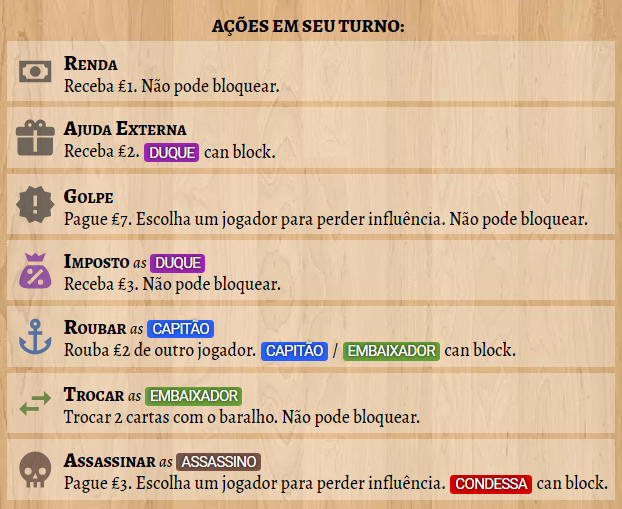 AÇÕES EM SEU TURNO:
RENDA
Receba £1. Não pode bloquear.
AJUDA EXTERNA
Receba £2. DUQUE can block.
GOLPE
Pague £7. Escolha um jogador para perder influência. Não pode bloquear.
IMPOSTO as DUQUE
Receba £3. Não pode bloquear.
ROUBAR as CAPITÃO
Rouba £2 de outro jogador. CAPITÃO / EMBAIXADOR can block.
TROCAR as EMBAIXADOR
Trocar 2 cartas com o baralho. Não pode bloquear.
ASSASSINAR as ASSASSINO
Pague £3. Escolha um jogador para perder influência. CONDESSA can block.